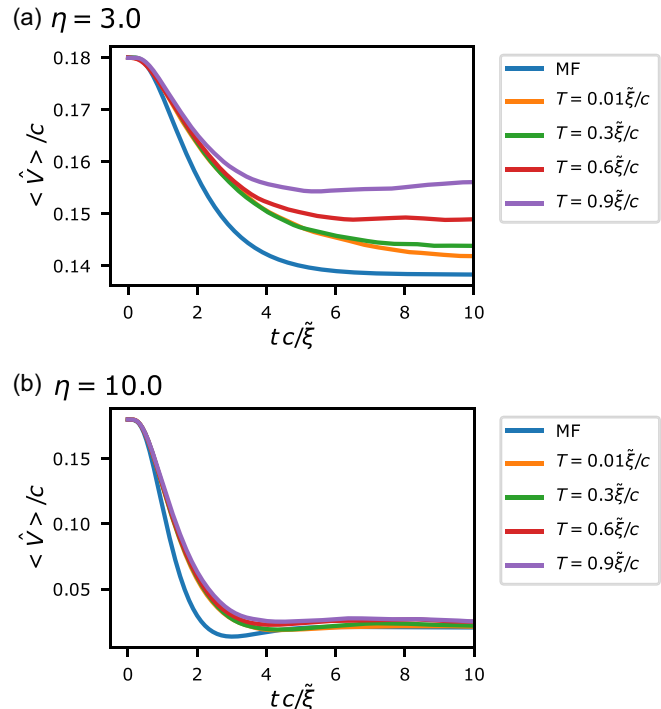 (a) η = 3.0
0.18
0.17
0.16
0.15
0.14
< V̂ > /c
0 2 4 6 8 10
t c/ξ̃
MF
T = 0.01ξ̃/c
T = 0.3ξ̃/c
T = 0.6ξ̃/c
T = 0.9ξ̃/c
(b) η = 10.0
0.15
0.10
0.05
< V̂ > /c
0 2 4 6 8 10
t c/ξ̃
MF
T = 0.01ξ̃/c
T = 0.3ξ̃/c
T = 0.6ξ̃/c
T = 0.9ξ̃/c